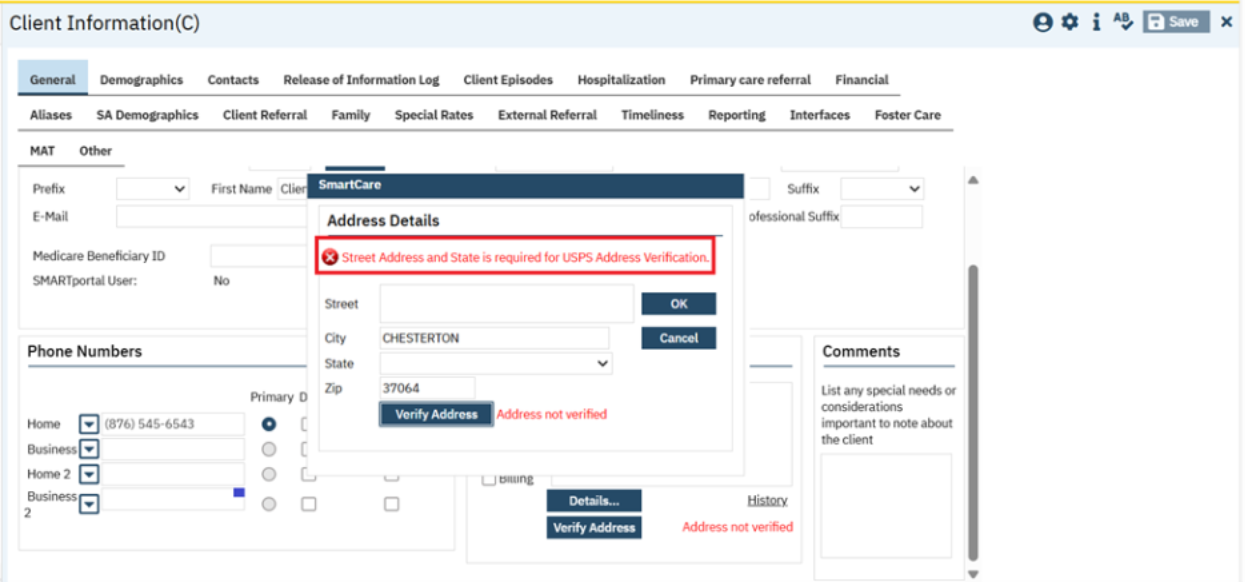 Client Information(C)
Save
General Demographics Contacts Release of Information Log Client Episodes Hospitalization Primary care referral Financial
Aliases SA Demographics Client Referral Family Special Rates External Referral Timeliness Reporting Interfaces Foster Care
MAT Other
Prefix First Name Clien Suffix
E-Mail ofessional Suffix
Medicare Beneficiary ID
SMARTportal User: No
SmartCare
Address Details
Street Address and State is required for USPS Address Verification.
Street OK
City CHESTERTON Cancel
State
Zip 37064
Verify Address Address not verified
Phone Numbers
Primary D
Home (876) 545-6543
Business
Home 2
Business
2
Billing
Details... History
Verify Address Address not verified
Comments
List any special needs or
considerations
important to note about
the client